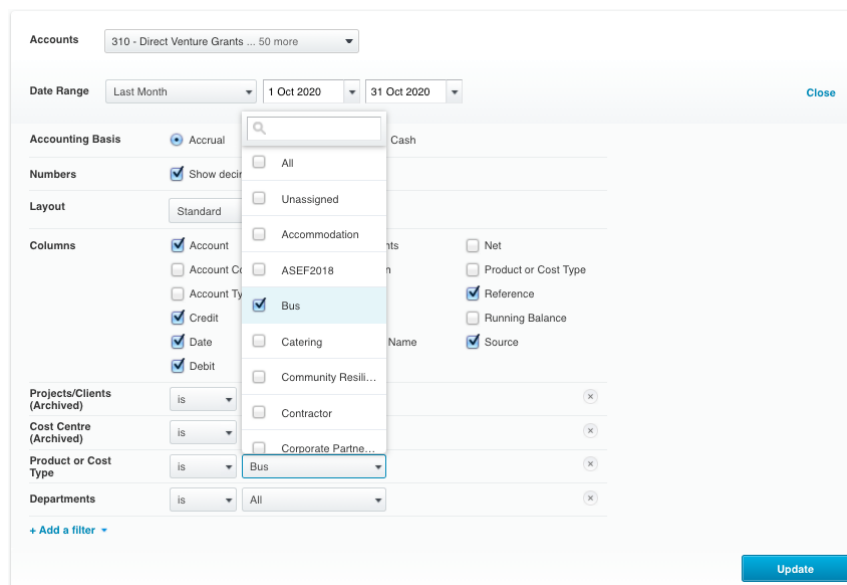 Accounts 310 - Direct Venture Grants ... 50 more
Date Range Last Month 1 Oct 2020 31 Oct 2020 Close
Accounting Basis Accrual Cash
Numbers Show decin
Layout Standard
All
Unassigned
Accommodation
ASEF2018
Bus
Catering
Community Resili...
Contractor
Corporate Partne...
Columns Account nts Net
Account Co n Product or Cost Type
Account Ty Reference
Credit Running Balance
Date Name Source
Debit
Projects/Clients
(Archived) is
Cost Centre
(Archived) is
Product or Cost
Type is Bus
Departments is All
+ Add a filter
Update